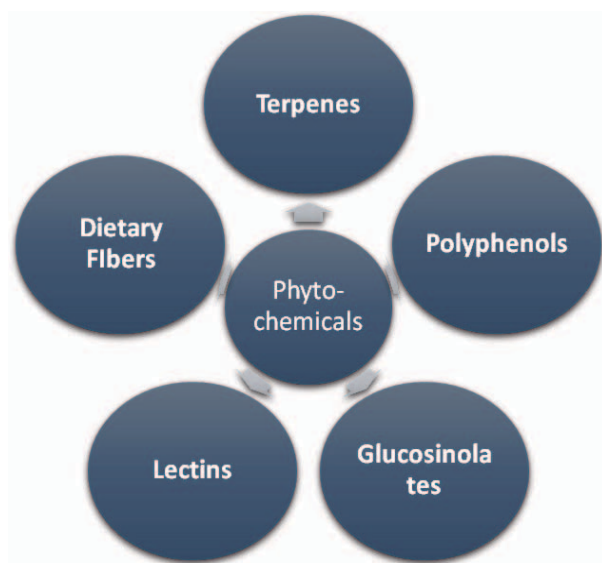 Terpenes
Dietary
FIbers
Polyphenols
Phyto-
chemicals
Lectins
Glucosinola
tes